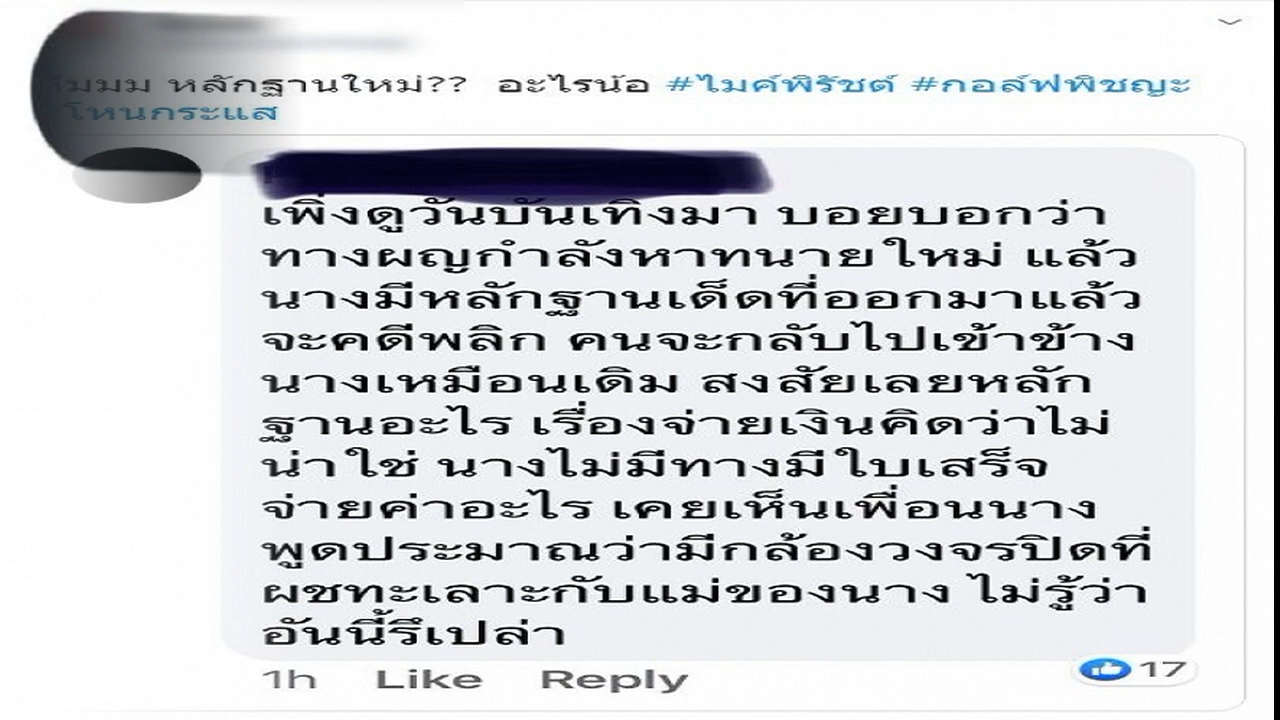 มมม หลักฐานใหม่?? อะไรน้อ #ไมค์พิรัชต์ #กอล์ฟพิชญะ
โหนกระแส
เพิ่งดูวันบันเทิงมา บอยบอกว่า
ทางผญกำลังหาทนายใหม่ แล้ว
นางมีหลักฐานเด็ดที่ออกมาแล้ว
จะคดีพลิก คนจะกลับไปเข้าข้าง
นางเหมือนเดิม สงสัยเลยหลัก
ฐานอะไร เรื่องจ่ายเงินคิดว่าไม่
น่าใช่ นางไม่มีทางมีใบเสร็จ
จ่ายค่าอะไร เคยเห็นเพื่อนนาง
พูดประมาณว่ามีกล้องวงจรปิดที่
ผชทะเลาะกับแม่ของนาง ไม่รู้ว่า
อันนี้รึเปล่า
1h Like Reply 17